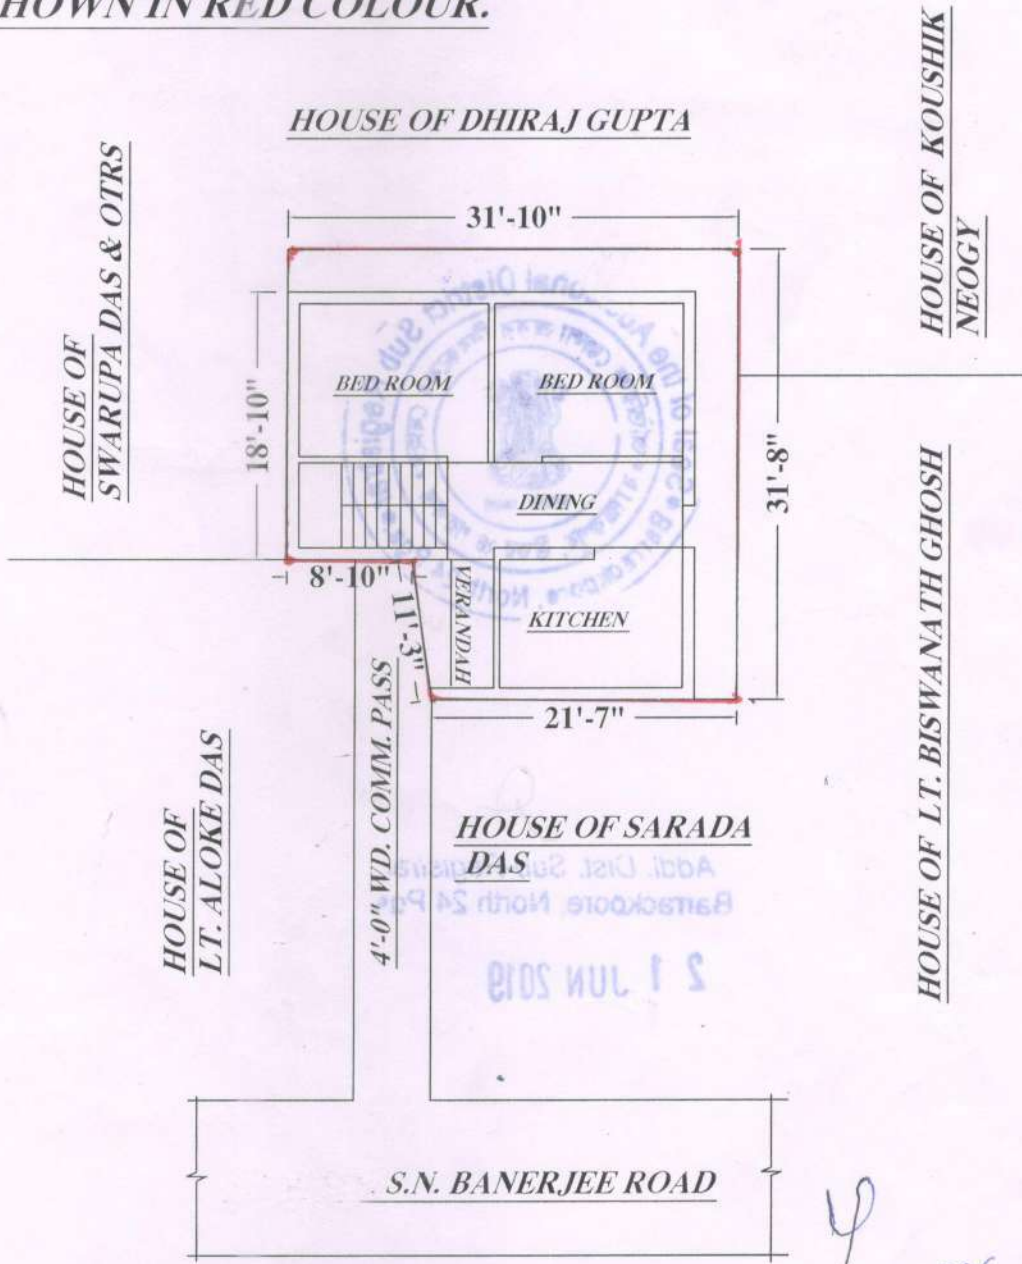 HOWN IN RED COLOUR.
HOUSE OF DHIRAJ GUPTA
HOUSE OF KOUSHIK
NEOGY
HOUSE OF
SWARUPA DAS & OTRS
31'-10"
18'-10"
BED ROOM
BED ROOM
31'-8"
DINING
8'-10"
11'-3"
VERANDAH
KITCHEN
21'-7"
4'-0" WD. COMM. PASS
HOUSE OF
LT. ALOKE DAS
HOUSE OF SARADA
DAS
HOUSE OF LT. BISWANATH GHOSH
Addl. Dist. Sub-Registrar
Barrackpore, North 24 Pgs
21 JUN 2019
S.N. BANERJEE ROAD